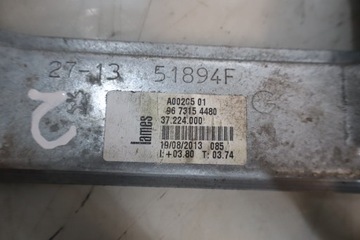 27-13 51894F
2
A002C5 01
96 7315 4480
37.224.000
lames
19/08/2013 085
I:+03.80 T: 03.74